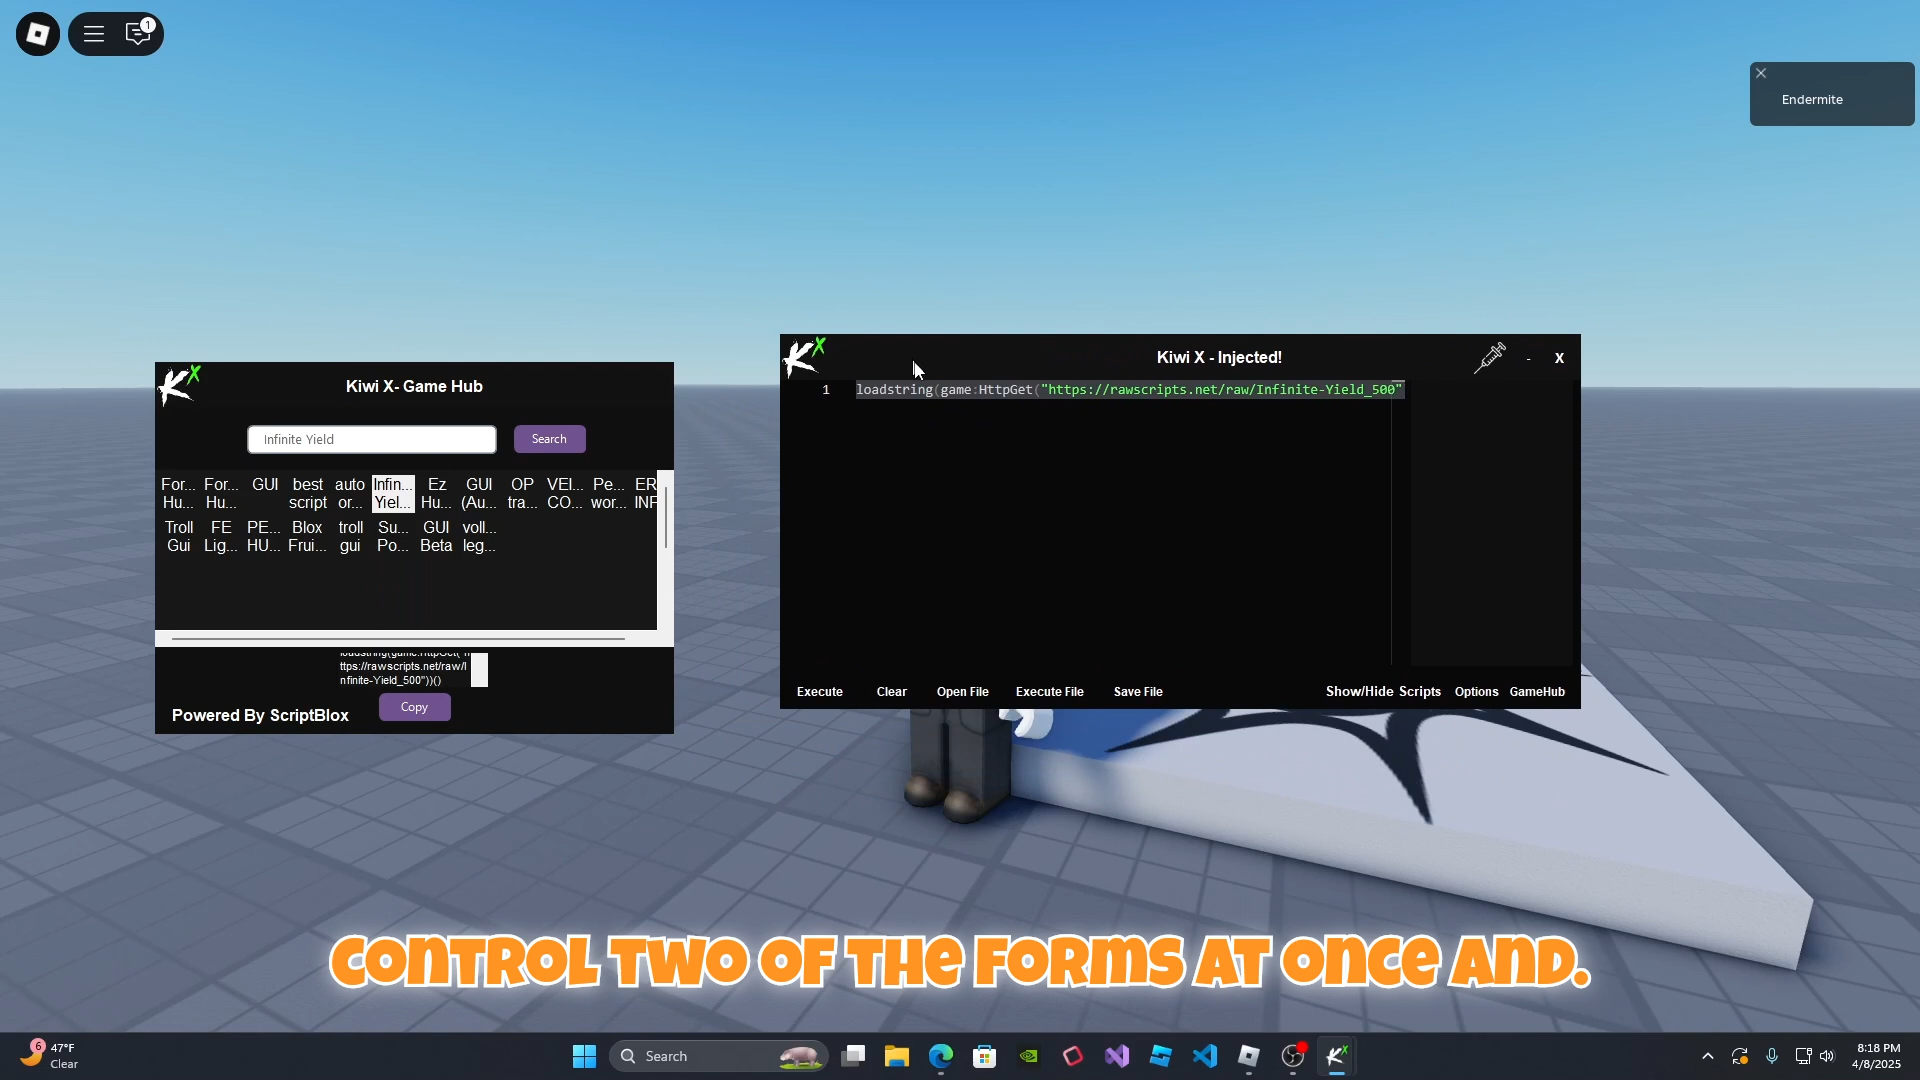 1
Endermite
Kiwi X - Injected!
- X
1 loadstring(game:HttpGet("https://rawscripts.net/raw/Infinite-Yield_500"
Execute Clear Open File Execute File Save File Show/Hide Scripts Options GameHub
Kiwi X- Game Hub
Infinite Yield Search
For... For... GUI best auto Infin... Ez GUI OP VEI... Pe... ER
Hu... Hu... script or... Yiel... Hu... (Au... tra... CO... wor... INF
Troll FE PE... Blox troll Su... GUI voll...
Gui Lig... HU... Frui... gui Po... Beta leg...
ttps://rawscripts.net/raw/I
nfinite-Yield_500"))()
Copy
Powered By ScriptBlox
CONTROL TWO OF THE FORMS AT ONCE AND.
6
47°F
Clear
Search
8:18 PM
4/8/2025